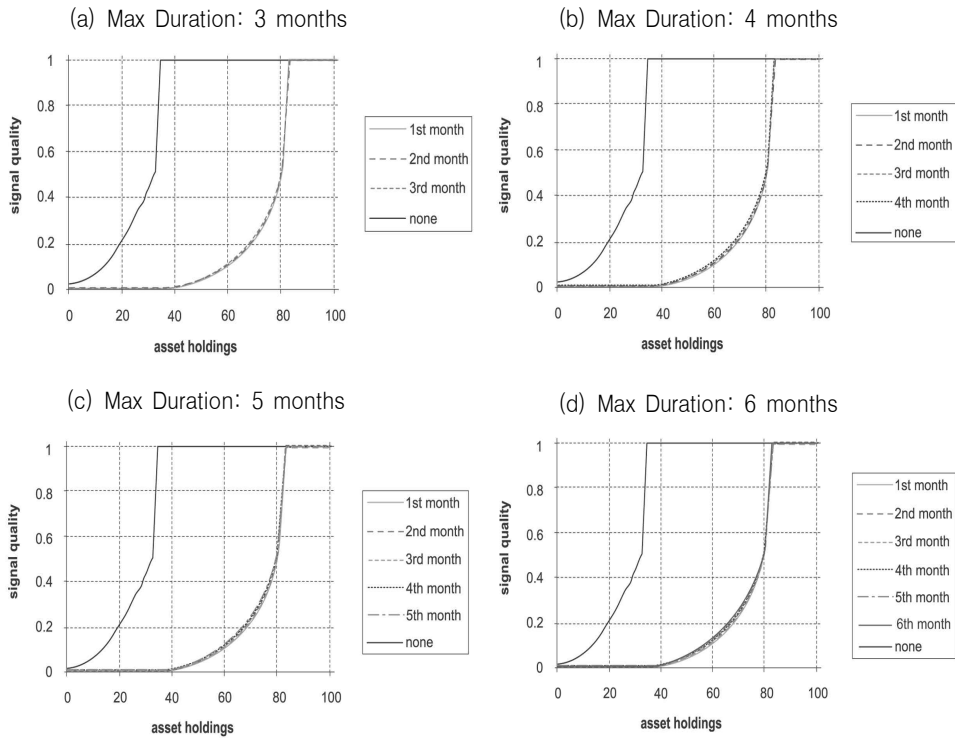 (a) Max Duration: 3 months
1
0.8
0.6
0.4
0.2
0
signal quality
0 20 40 60 80 100
asset holdings
1st month
2nd month
3rd month
none
(b) Max Duration: 4 months
1
0.8
0.6
0.4
0.2
0
signal quality
0 20 40 60 80 100
asset holdings
1st month
2nd month
3rd month
4th month
none
(c) Max Duration: 5 months
1
0.8
0.6
0.4
0.2
0
signal quality
0 20 40 60 80 100
asset holdings
1st month
2nd month
3rd month
4th month
5th month
none
(d) Max Duration: 6 months
1
0.8
0.6
0.4
0.2
0
signal quality
0 20 40 60 80 100
asset holdings
1st month
2nd month
3rd month
4th month
5th month
6th month
none